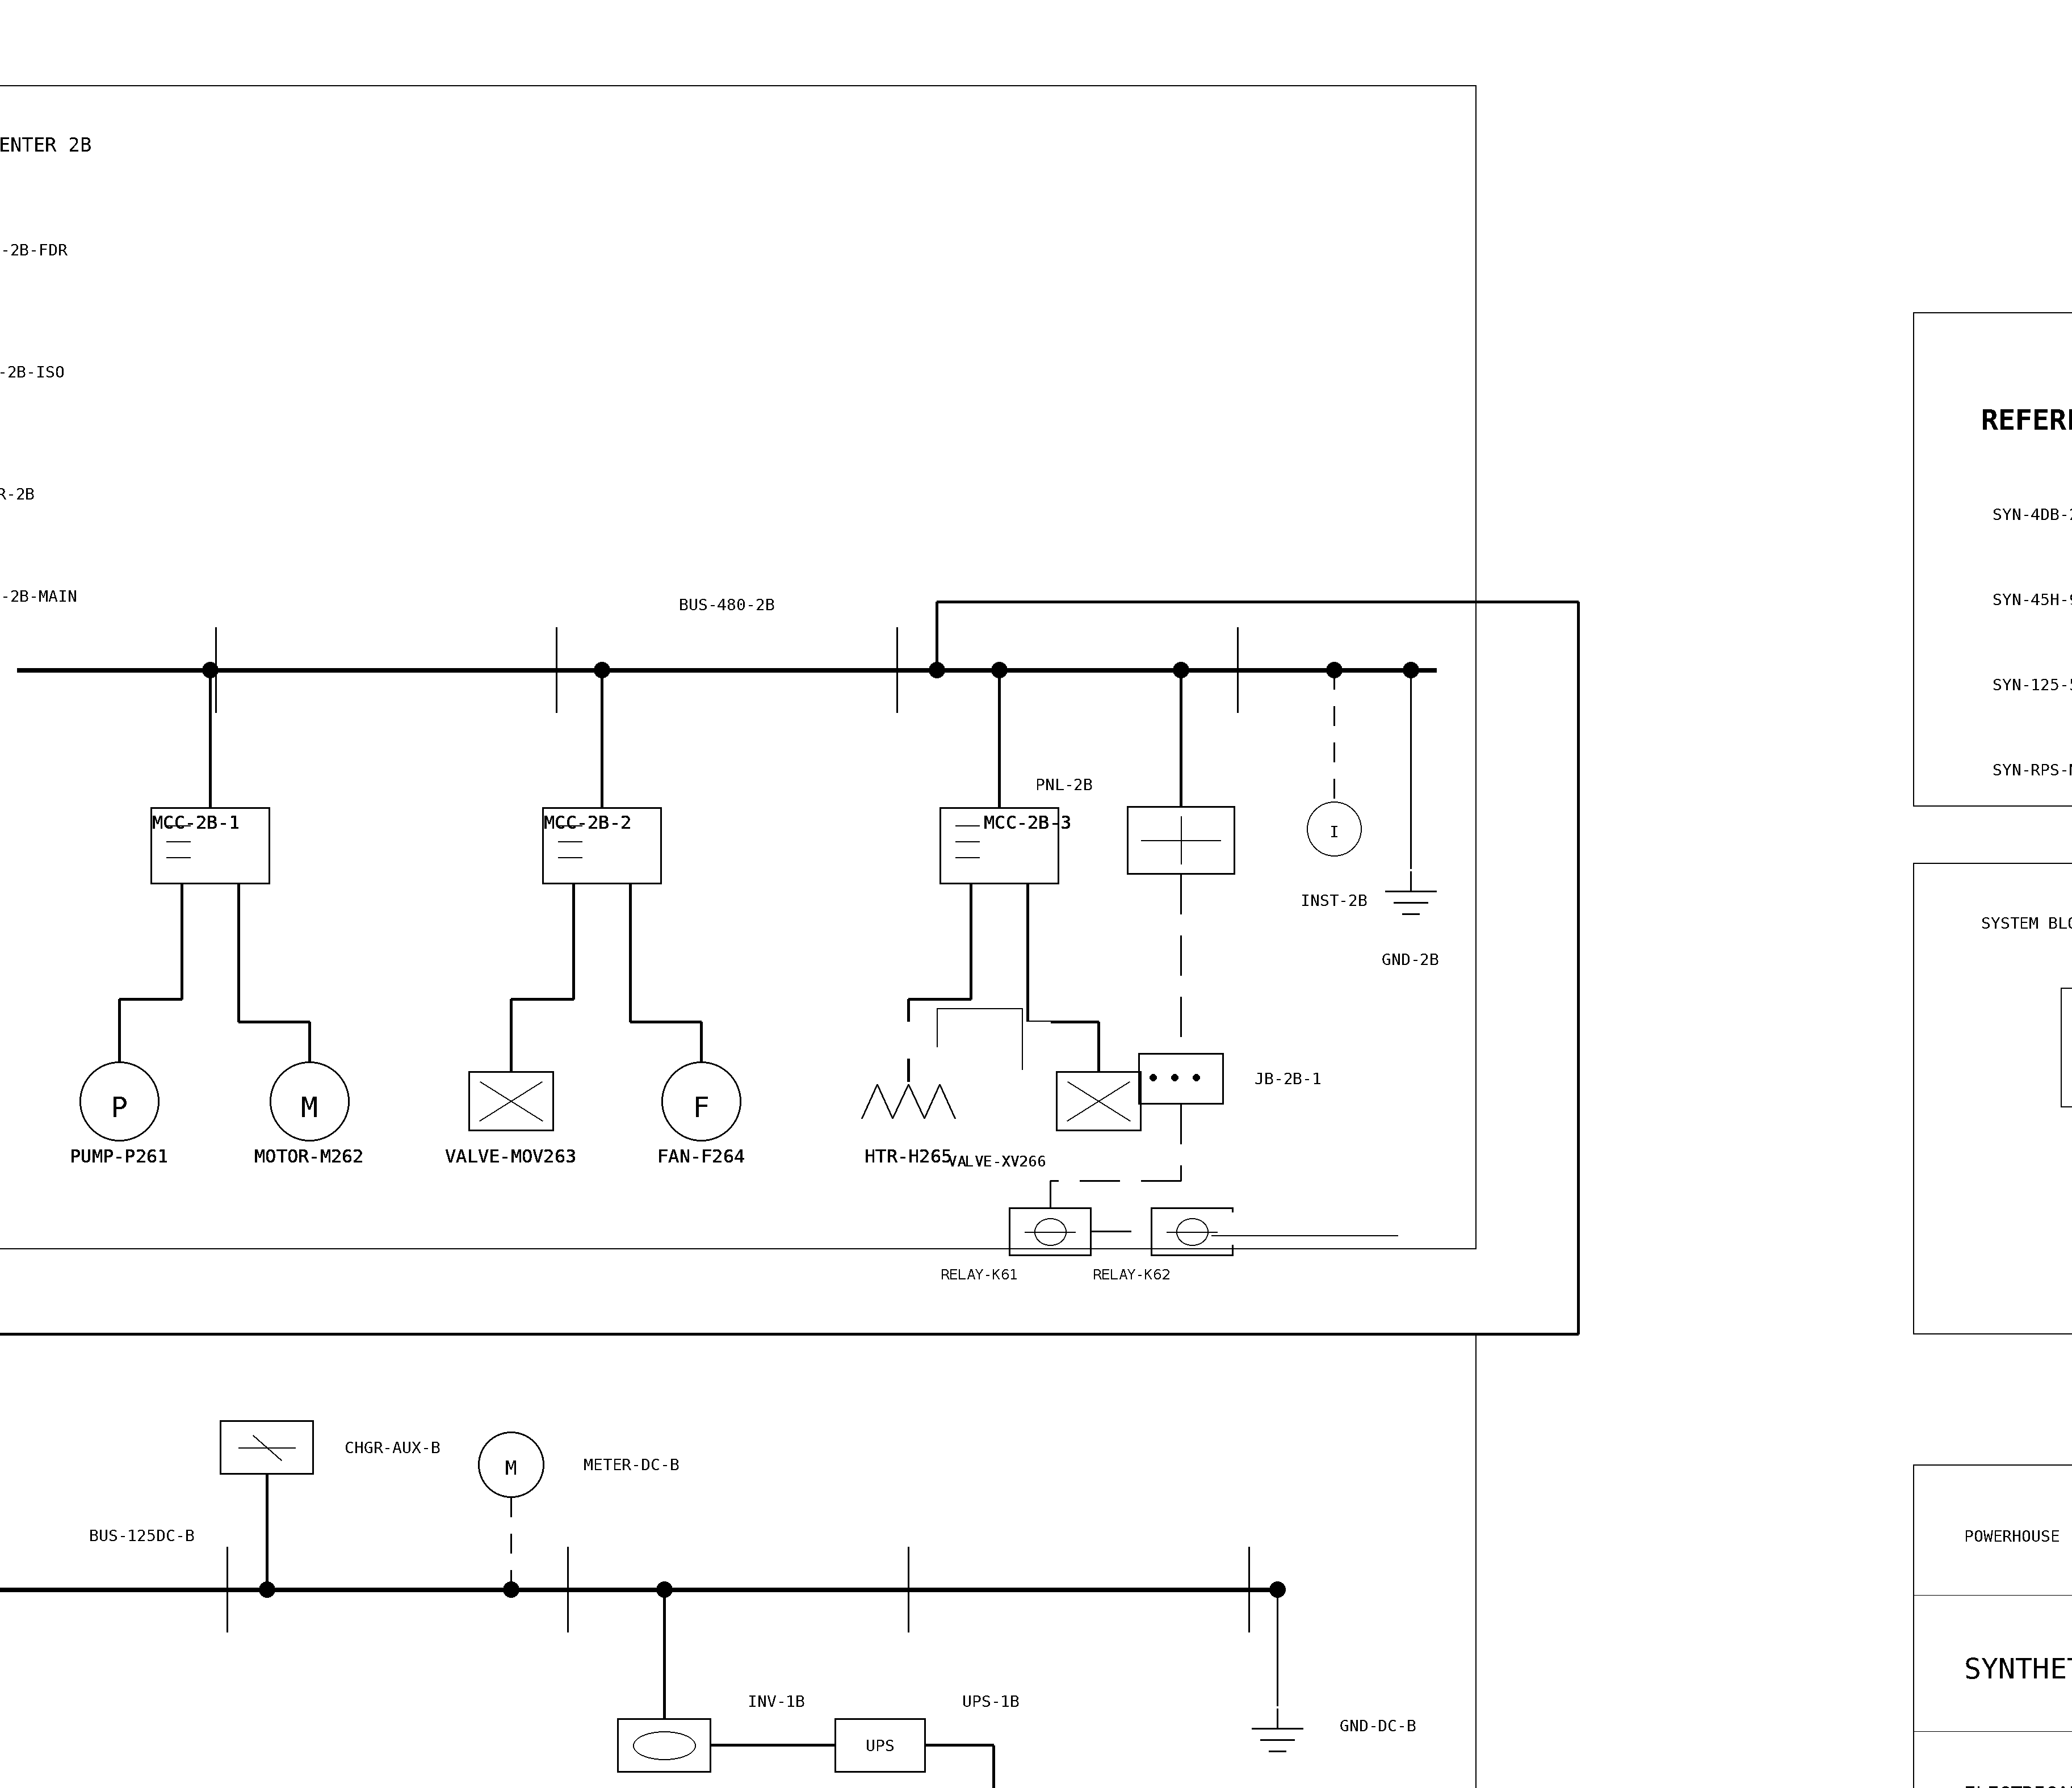 ENTER 2B
-2B-FDR
-2B-ISO
R-2B
-2B-MAIN
BUS-480-2B
PNL-2B
MCC-2B-1
MCC-2B-2
MCC-2B-3
I
INST-2B
GND-2B
JB-2B-1
P
M
F
PUMP-P261
MOTOR-M262
VALVE-MOV263
FAN-F264
HTR-H265
VALVE-XV266
RELAY-K61
RELAY-K62
CHGR-AUX-B
M
METER-DC-B
BUS-125DC-B
INV-1B
UPS-1B
UPS
GND-DC-B
REFER
SYN-4DB-
SYN-45H-
SYN-125-
SYN-RPS-
SYSTEM BLO
POWERHOUSE
SYNTHE